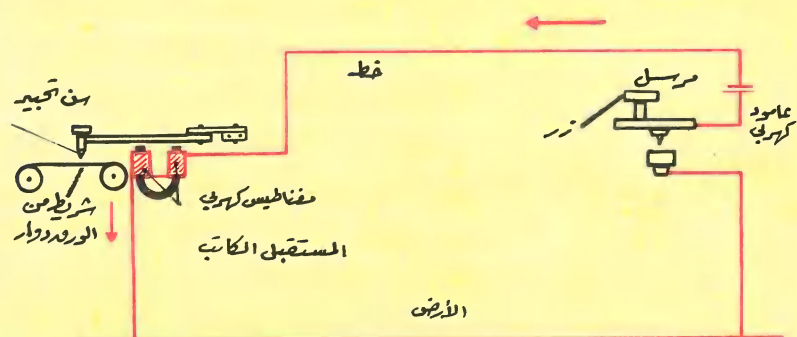 خط
مرسل
زر
عامود
كهربي
سن تحبير
شريط من
الورق دوار
مغناطيس كهربي
المستقبل الكاتب
الأرض